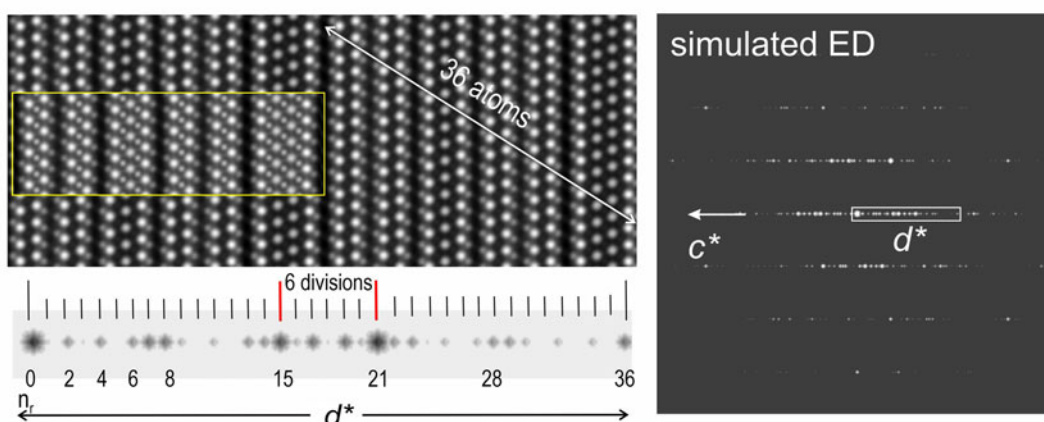 36 atoms
6 divisions
0 2 4 6 8 15 21 28 36
nr
d*
simulated ED
c*
d*